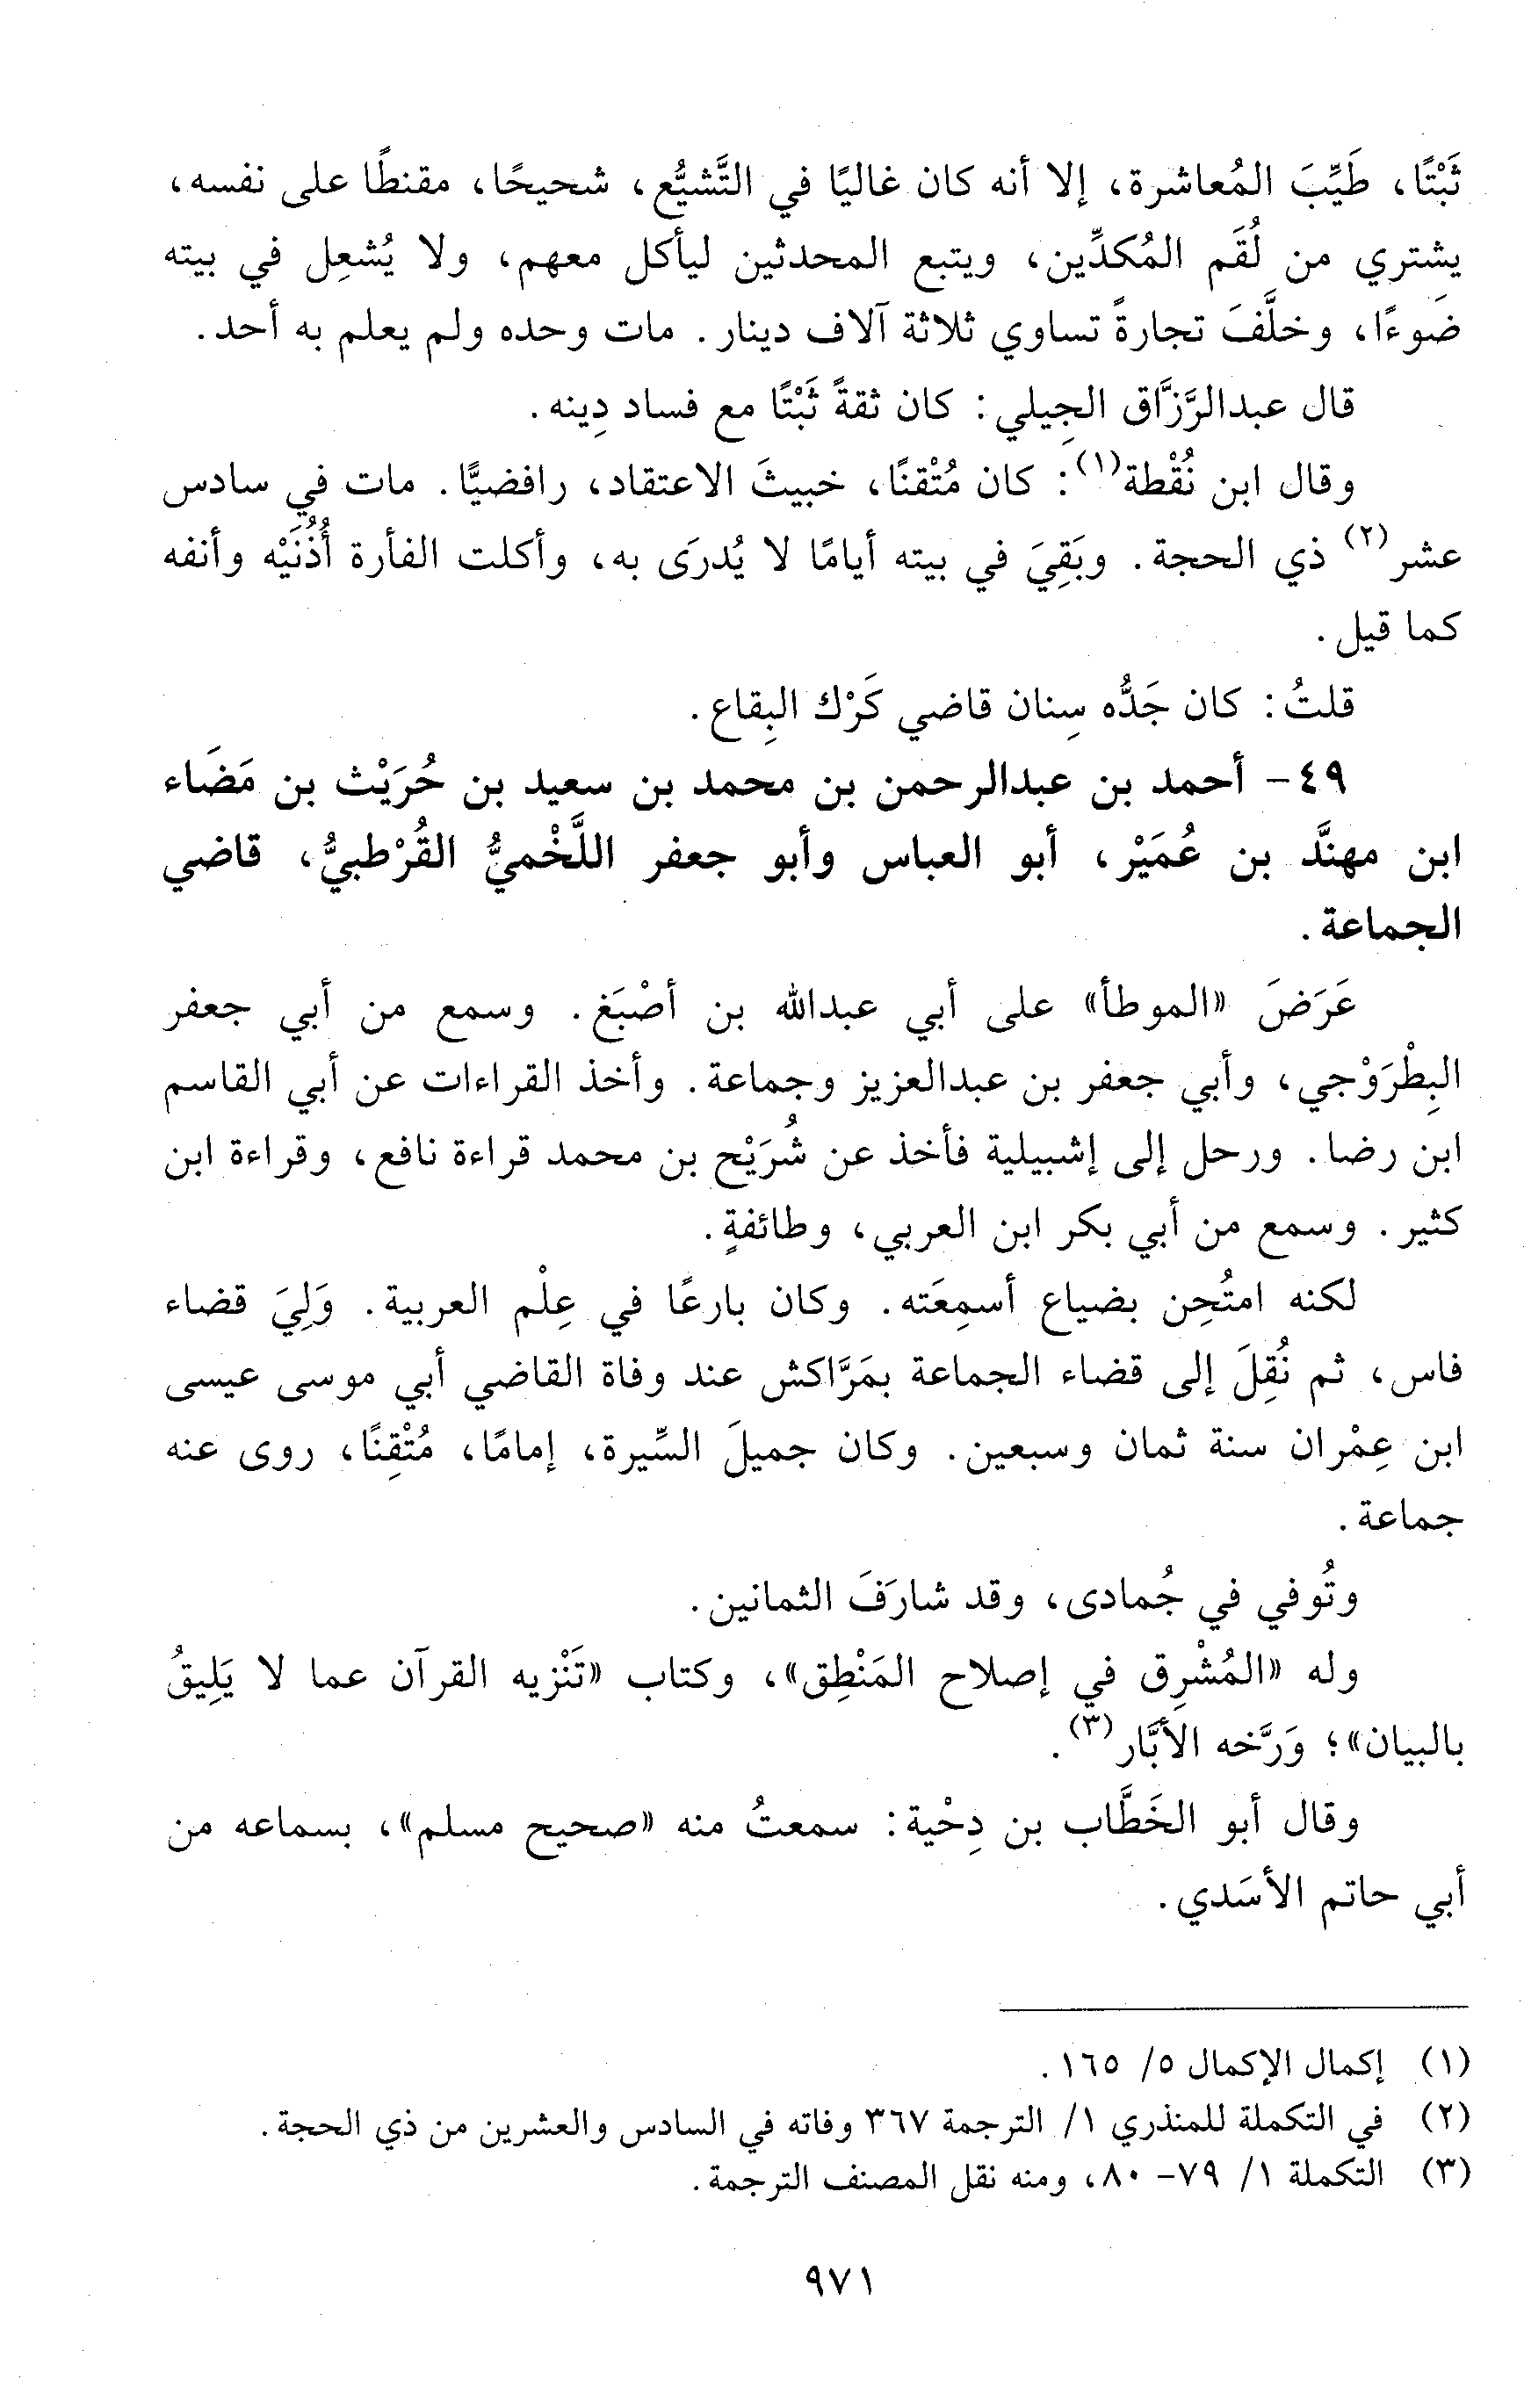 ثَبْتًا، طَيِّبَ المُعاشرة، إلا أنه كان غاليًا في التَّشيُّع، شحيحًا، مقنطًا على نفسه،
يشتري من لُقَم المُكدِّين، ويتبع المحدثين ليأكل معهم، ولا يُشعِل في بيته
ضَوءًا، وخلَّفَ تجارةً تساوي ثلاثة آلاف دينار. مات وحده ولم يعلم به أحد.
قال عبدالرَّزَّاق الجِيلي: كان ثقةً ثَبْتًا مع فساد دِينه.
وقال ابن نُقْطة(١): كان مُتْقنًا، خبيثَ الاعتقاد، رافضيًّا. مات في سادس
عشر(٢) ذي الحجة. وبَقِيَ في بيته أيامًا لا يُدرَى به، وأكلت الفأرة أُذُنَيْه وأنفه
كما قيل.
قلتُ: كان جَدُّه سِنان قاضي كَرْك البِقاع.
٤٩- أحمد بن عبدالرحمن بن محمد بن سعيد بن حُرَيْث بن مَضَاء
ابن مهنَّد بن عُمَيْر، أبو العباس وأبو جعفر اللَّخْميُّ القُرْطبيُّ، قاضي
الجماعة.
عَرَضَ «الموطأ» على أبي عبدالله بن أصْبَغ. وسمع من أبي جعفر
البِطْرَوْجي، وأبي جعفر بن عبدالعزيز وجماعة. وأخذ القراءات عن أبي القاسم
ابن رضا. ورحل إلى إشبيلية فأخذ عن شُرَيْح بن محمد قراءة نافع، وقراءة ابن
كثير. وسمع من أبي بكر ابن العربي، وطائفةٍ.
لكنه امتُحِن بضياع أسمِعَته. وكان بارعًا في عِلْم العربية. وَلِيَ قضاء
فاس، ثم نُقِلَ إلى قضاء الجماعة بمَرَّاكش عند وفاة القاضي أبي موسى عيسى
ابن عِمْران سنة ثمان وسبعين. وكان جميلَ السِّيرة، إمامًا، مُتْقِنًا، روى عنه
جماعة.
وتُوفي في جُمادى، وقد شارَفَ الثمانين.
وله «المُشْرِق في إصلاح المَنْطِق»، وكتاب «تَنْزيه القرآن عما لا يَلِيقُ
بالبيان»؛ وَرَّخه الأبَّار(٣).
وقال أبو الخَطَّاب بن دِحْية: سمعتُ منه «صحيح مسلم»، بسماعه من
أبي حاتم الأسَدي.
(١) إكمال الإكمال ٥/ ١٦٥.
(٢) في التكملة للمنذري ١/ الترجمة ٣٦٧ وفاته في السادس والعشرين من ذي الحجة.
(٣) التكملة ١/ ٧٩- ٨٠، ومنه نقل المصنف الترجمة.
٩٧١